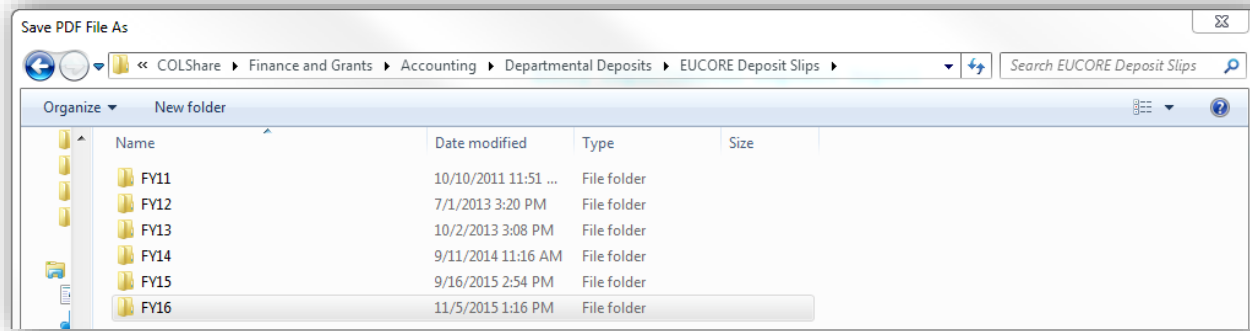 Save PDF File As
« COLShare ▸ Finance and Grants ▸ Accounting ▸ Departmental Deposits ▸ EUCORE Deposit Slips ▸ Search EUCORE Deposit Slips
Organize ▾ New folder
Name Date modified Type Size
FY11 10/10/2011 11:51 ... File folder
FY12 7/1/2013 3:20 PM File folder
FY13 10/2/2013 3:08 PM File folder
FY14 9/11/2014 11:16 AM File folder
FY15 9/16/2015 2:54 PM File folder
FY16 11/5/2015 1:16 PM File folder